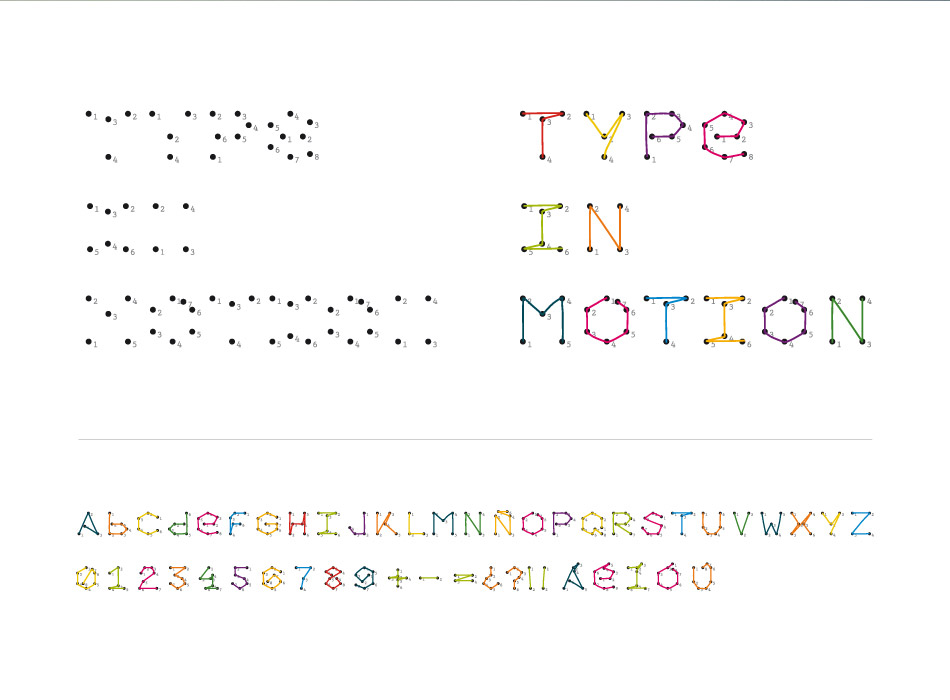 TYPe
IN
MOTION
AbCdeFGHIJKLMNÑOPQRSTUVWXYZ
0123456789+-=¿?!¡ÁÉÍÓÚ